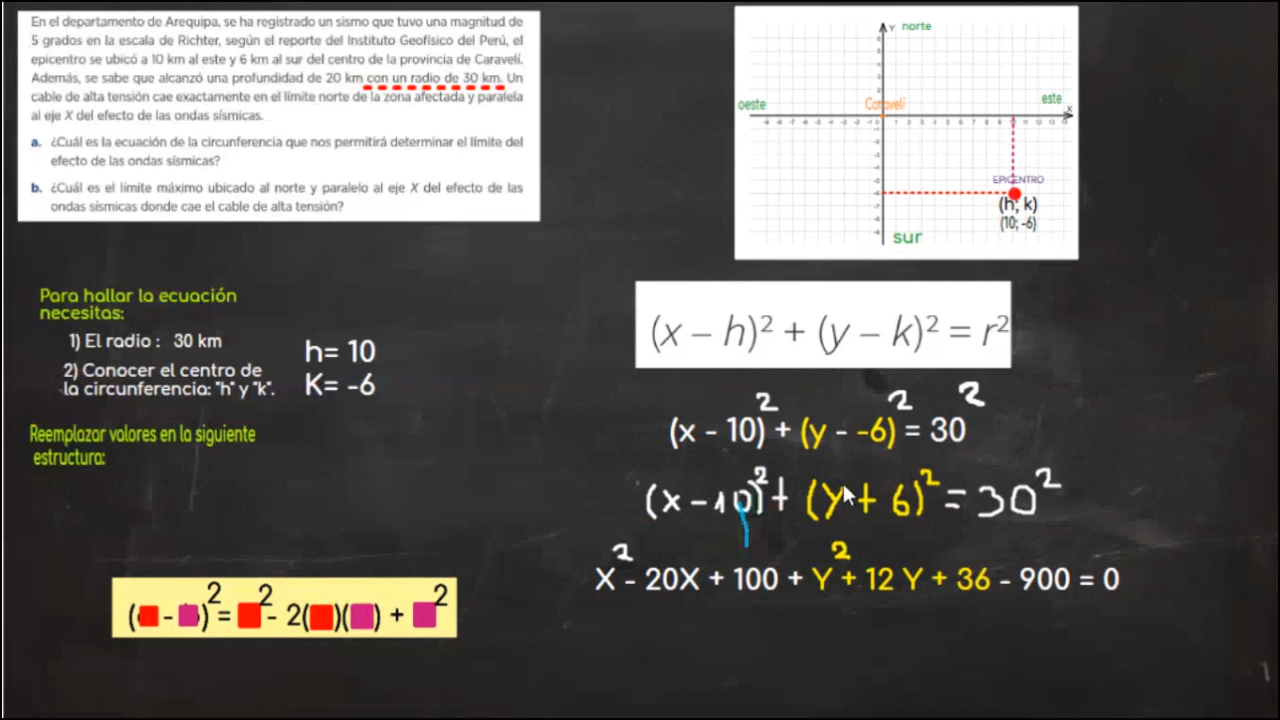 En el departamento de Arequipa, se ha registrado un sismo que tuvo una magnitud de
5 grados en la escala de Richter, según el reporte del Instituto Geofísico del Perú, el
epicentro se ubicó a 10 km al este y 6 km al sur del centro de la provincia de Caravelí.
Además, se sabe que alcanzó una profundidad de 20 km con un radio de 30 km. Un
cable de alta tensión cae exactamente en el límite norte de la zona afectada y paralela
al eje X del efecto de las ondas sísmicas.
a. ¿Cuál es la ecuación de la circunferencia que nos permitirá determinar el límite del
efecto de las ondas sísmicas?
b. ¿Cuál es el límite máximo ubicado al norte y paralelo al eje X del efecto de las
ondas sísmicas donde cae el cable de alta tensión?
Y norte
oeste
Caravelí
este
X
EPICENTRO
(h; k)
(10; -6)
sur
Para hallar la ecuación
necesitas:
1) El radio : 30 km
2) Conocer el centro de
la circunferencia: "h" y "k".
h= 10
K= -6
Reemplazar valores en la siguiente
estructura:
(x – h)² + (y – k)² = r²
(x - 10)² + (y - -6)² = 30²
(x - 10)² + (y + 6)² = 30²
X² - 20X + 100 + Y² + 12 Y + 36 - 900 = 0
( - )² = ² - 2( )( ) + ²